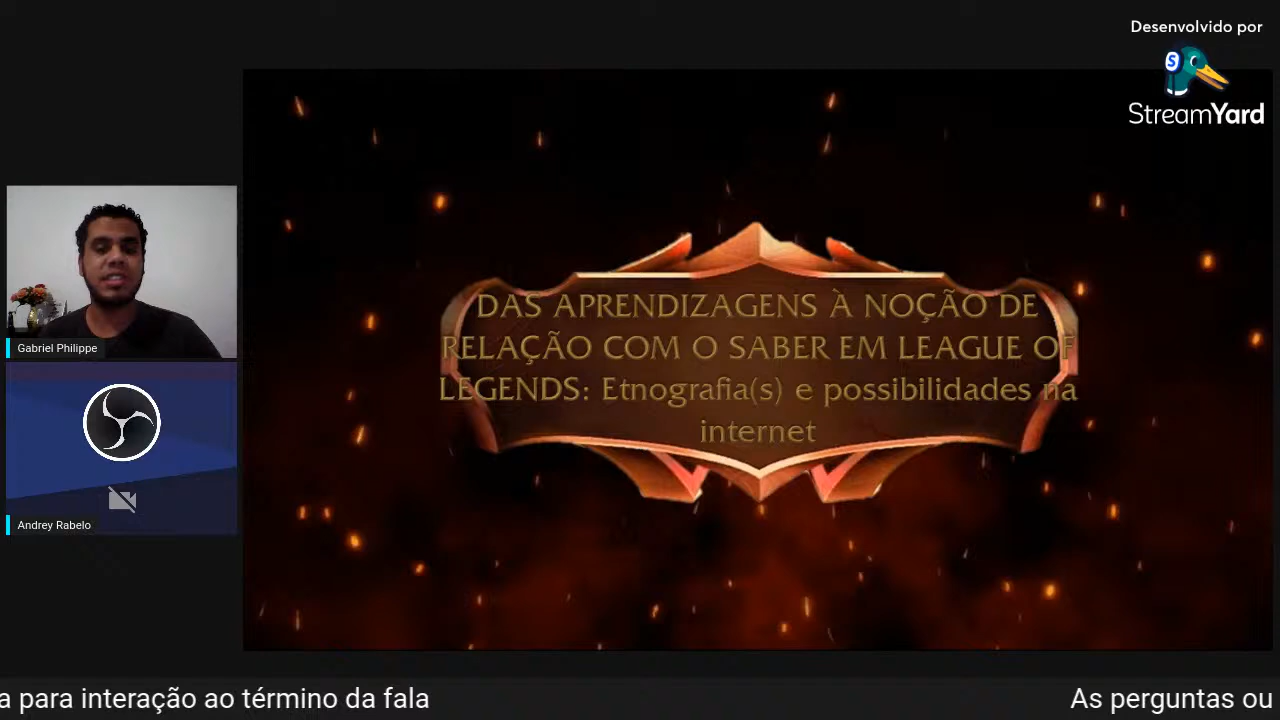 Desenvolvido por
StreamYard
DAS APRENDIZAGENS À NOÇÃO DE
RELAÇÃO COM O SABER EM LEAGUE OF
LEGENDS: Etnografia(s) e possibilidades na
internet
Gabriel Philippe
Andrey Rabelo
a para interação ao término da fala
As perguntas ou